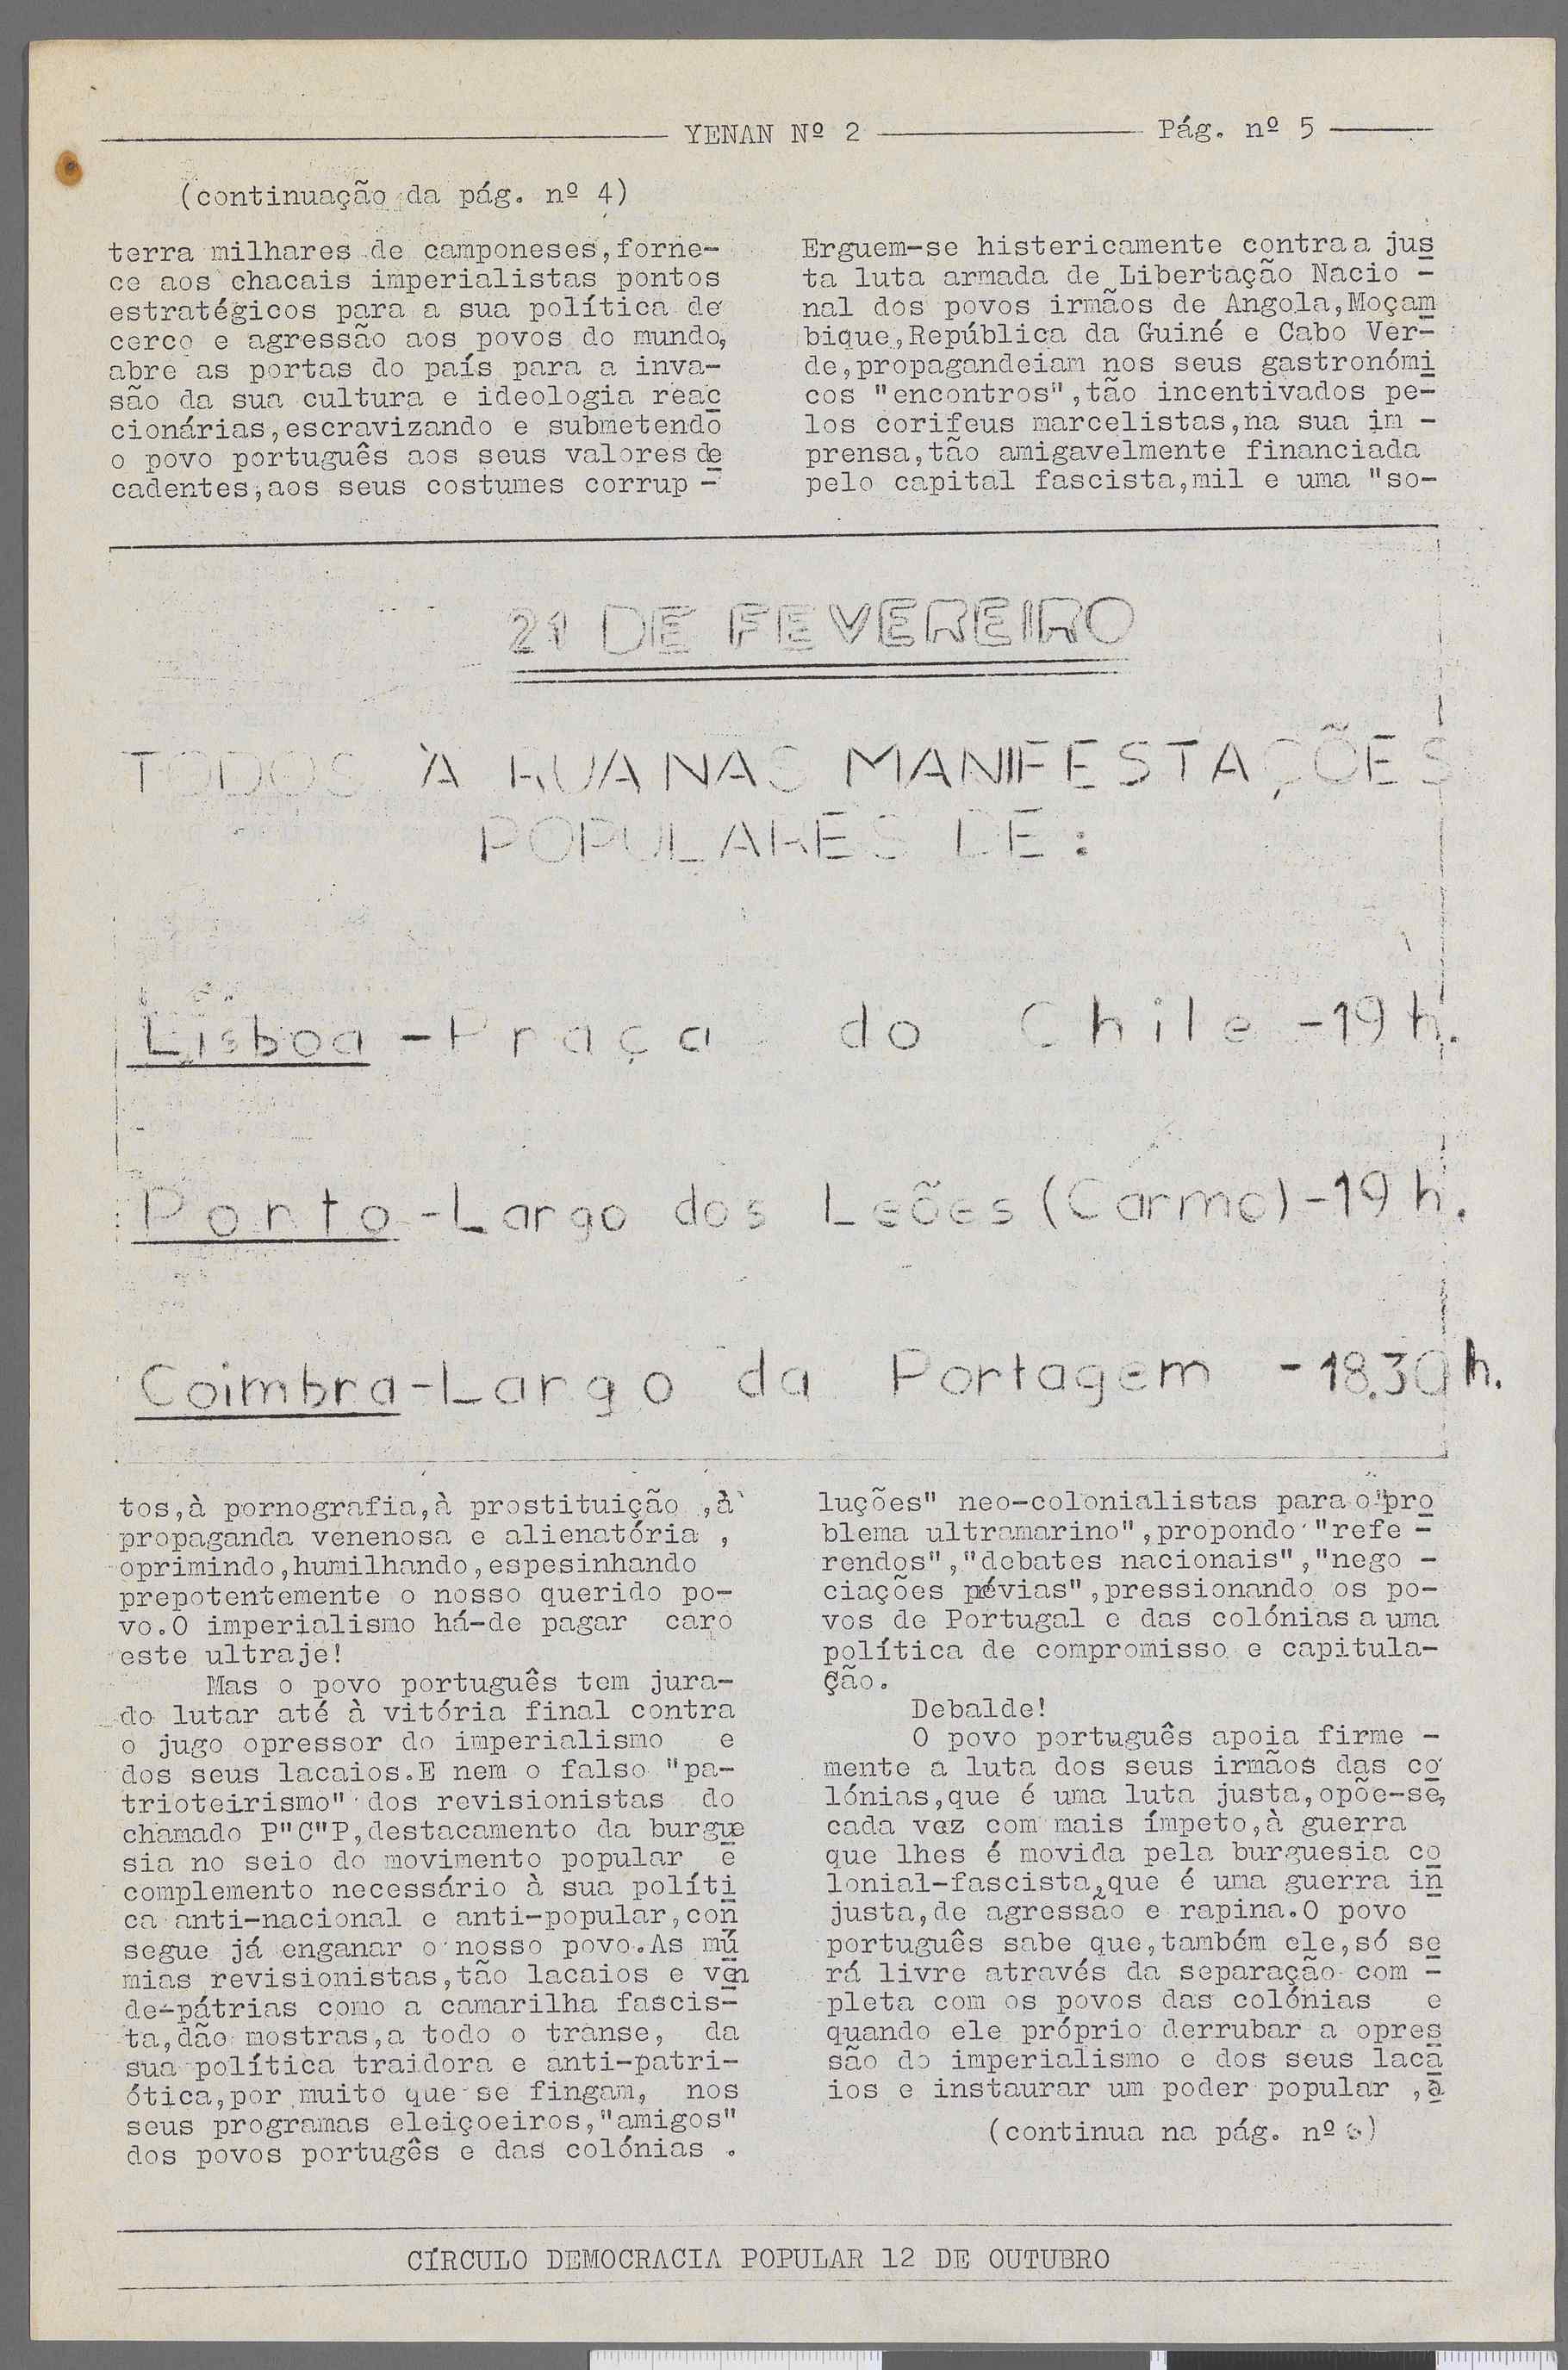 YENAN Nº 2
Pág. nº 5
(continuação da pág. nº 4)
terra milhares de camponeses,forne-
ce aos chacais imperialistas pontos
estratégicos para a sua política de
cerco e agressão aos povos do mundo,
abre as portas do país para a inva-
são da sua cultura e ideologia reac
cionárias,escravizando e submetendo
o povo português aos seus valores de
cadentes,aos seus costumes corrup -
Erguem-se histericamente contra a jus
ta luta armada de Libertação Nacio -
nal dos povos irmãos de Angola,Moçam
bique,República da Guiné e Cabo Ver-
de,propagandeiam nos seus gastronómi
cos "encontros",tão incentivados pe-
los corifeus marcelistas,na sua im -
prensa,tão amigavelmente financiada
pelo capital fascista,mil e uma "so-
21 DE FEVEREIRO
TODOS À RUA NAS MANIFESTAÇÕES
POPULARES DE:
Lisboa - Praça do Chile - 19 h.
Porto - Largo dos Leões (Carmo) - 19 h.
Coimbra - Largo da Portagem - 18.30 h.
tos,à pornografia,à prostituição ,à
propaganda venenosa e alienatória ,
oprimindo,humilhando,espesinhando
prepotentemente o nosso querido po-
vo.O imperialismo há-de pagar caro
este ultraje!
Mas o povo português tem jura-
do lutar até à vitória final contra
o jugo opressor do imperialismo e
dos seus lacaios.E nem o falso "pa-
trioteirismo" dos revisionistas do
chamado P"C"P,destacamento da burgue
sia no seio do movimento popular e
complemento necessário à sua políti
ca anti-nacional e anti-popular,con
segue já enganar o nosso povo.As mú
mias revisionistas,tão lacaios e ven
de-pátrias como a camarilha fascis-
ta,dão mostras,a todo o transe, da
sua política traidora e anti-patri-
ótica,por muito que se fingam, nos
seus programas eleiçoeiros,"amigos"
dos povos portugês e das colónias .
luções" neo-colonialistas para o "pro
blema ultramarino",propondo "refe -
rendos","debates nacionais","nego -
ciações prévias",pressionando os po-
vos de Portugal e das colónias a uma
política de compromisso e capitula-
ção.
Debalde!
O povo português apoia firme -
mente a luta dos seus irmãos das co
lónias,que é uma luta justa,opõe-se,
cada vez com mais ímpeto,à guerra
que lhes é movida pela burguesia co
lonial-fascista,que é uma guerra in
justa,de agressão e rapina.O povo
português sabe que,também ele,só se
rá livre através da separação com -
pleta com os povos das colónias e
quando ele próprio derrubar a opres
são do imperialismo e dos seus laca
ios e instaurar um poder popular ,a
(continua na pág. nº )
CÍRCULO DEMOCRACIA POPULAR 12 DE OUTUBRO